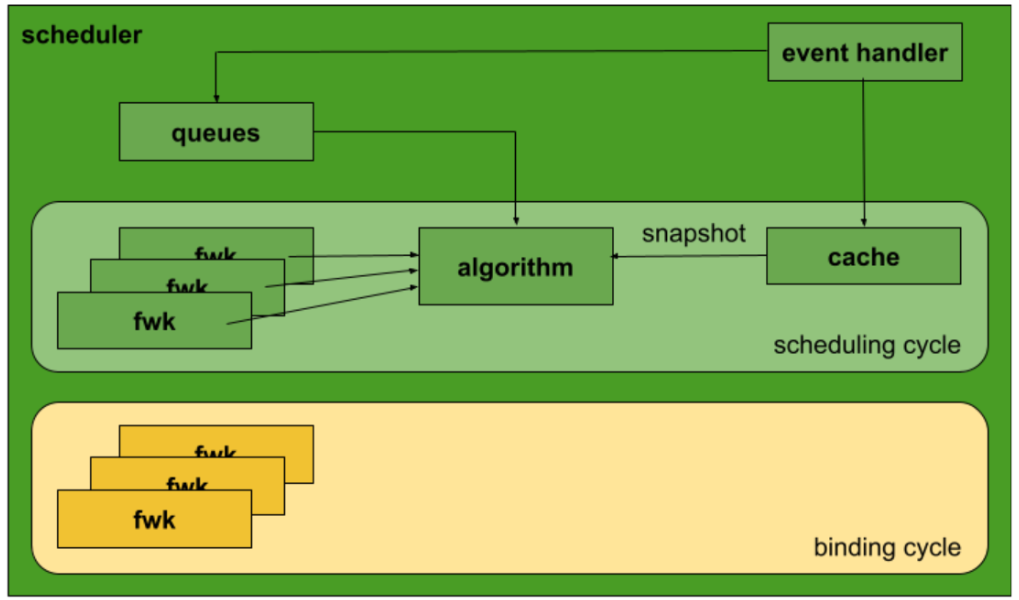 scheduler
event handler
queues
fwk
fwk
fwk
algorithm
snapshot
cache
scheduling cycle
fwk
fwk
fwk
binding cycle